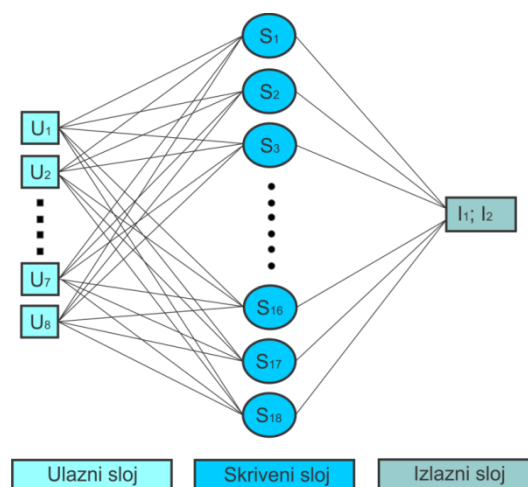 S₁
S₂
S₃
U₁
U₂
U₇
U₈
I₁; I₂
S₁₆
S₁₇
S₁₈
Ulazni sloj
Skriveni sloj
Izlazni sloj